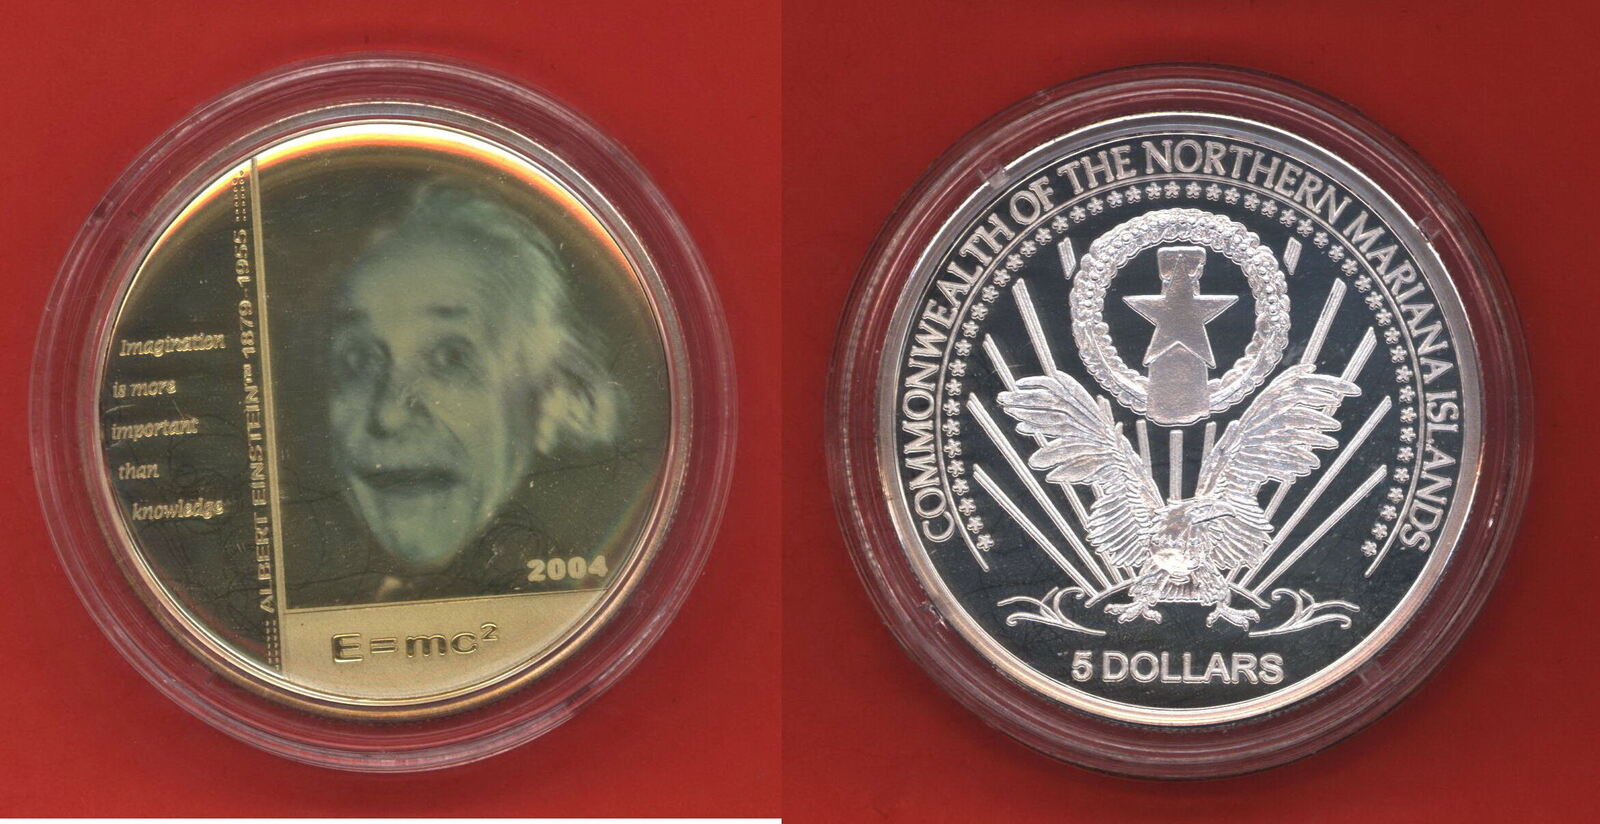 Imagination
is more
important
than
knowledge
ALBERT EINSTEIN™ 1879-1955
2004
E=mc²
COMMONWEALTH OF THE NORTHERN MARIANA ISLANDS
5 DOLLARS